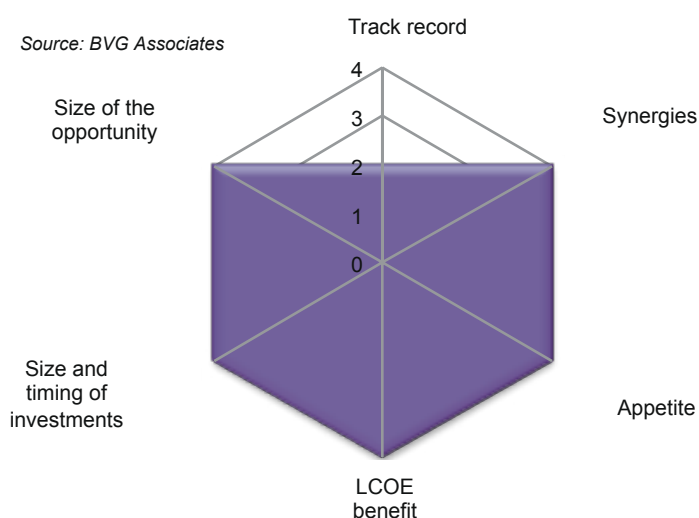 Source: BVG Associates
Track record
4
3
2
1
0
Size of the
opportunity
Synergies
Size and
timing of
investments
Appetite
LCOE
benefit